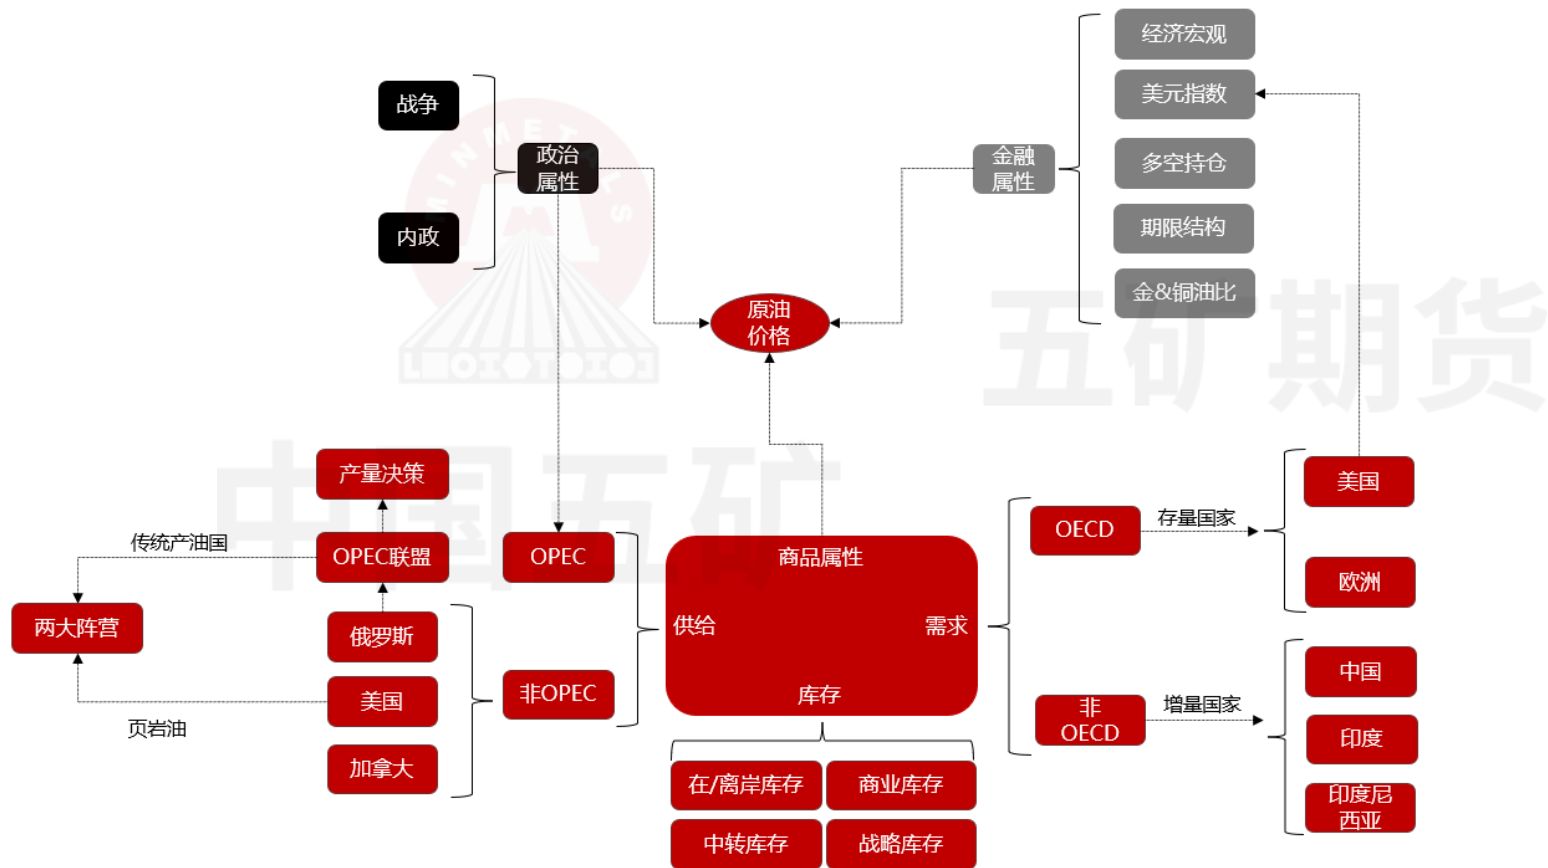 经济宏观
美元指数
战争
政治
属性
金融
属性
多空持仓
内政
期限结构
金&铜油比
原油
价格
MINMETALS
五矿期货
中国五矿
产量决策
美国
传统产油国
OPEC联盟
OPEC
商品属性
OECD
存量国家
欧洲
两大阵营
俄罗斯
供给
需求
中国
美国
非OPEC
库存
非
OECD
增量国家
页岩油
印度
加拿大
在/离岸库存
商业库存
印度尼
西亚
中转库存
战略库存